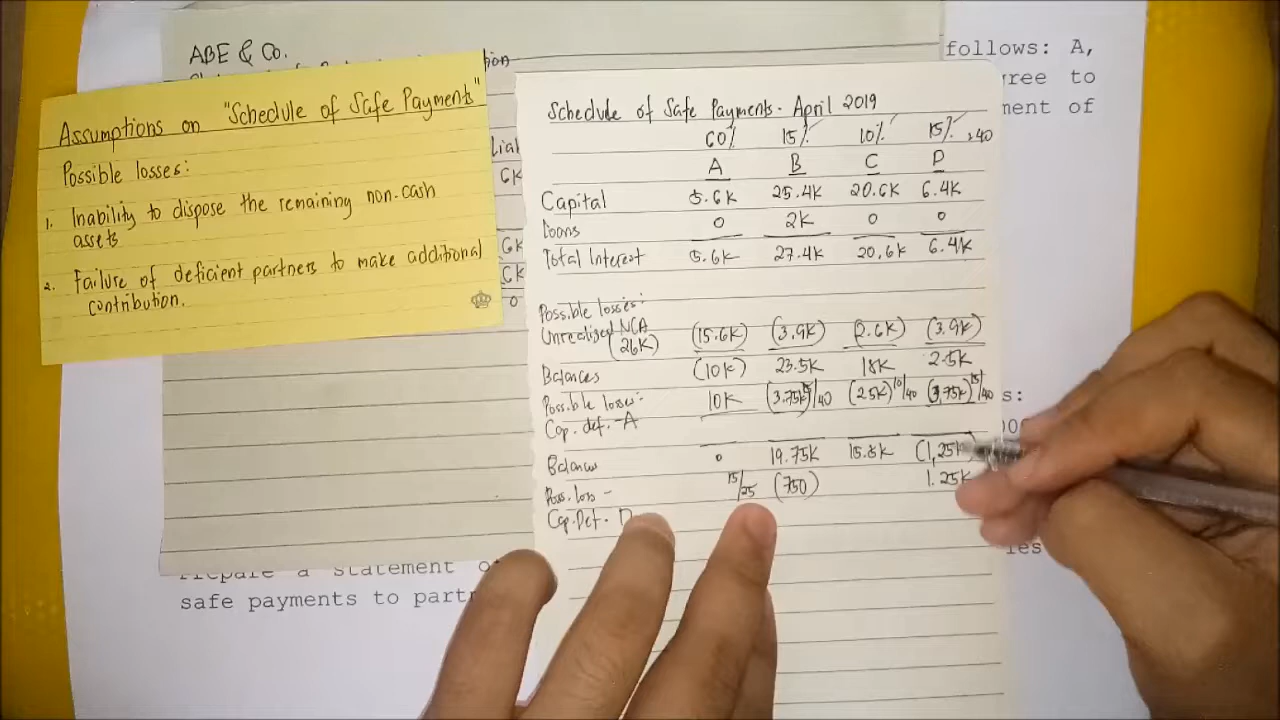 ABE & Co.
follows: A,
ree to
ment of
Assumptions on "Schedule of Safe Payments"
Possible losses:
1. Inability to dispose the remaining non-cash
assets
2. Failure of deficient partners to make additional
contribution.
Schedule of Safe Payments - April 2019
60% 15% 10% 15% .40
A B C D
Capital 5.6K 25.4K 20.6K 6.4K
Loans 0 2K 0 0
Total Interest 5.6K 27.4K 20.6K 6.4K
Possible losses:
Unrealized NCA (15.6K) (3.9K) (2.6K) (3.9K)
(26K)
Balances (10K) 23.5K 18K 2.5K
Possible losses:- 10K (3.75K) 15/40 (2.5K) 10/40 (3.75K) 15/40
Cap. def. - A
Balances 0 19.75K 15.5K (1.25K)
Poss. loss - 15/25 (750) 1.25K
Cap. Def. - D
Prepare a statement o
safe payments to part